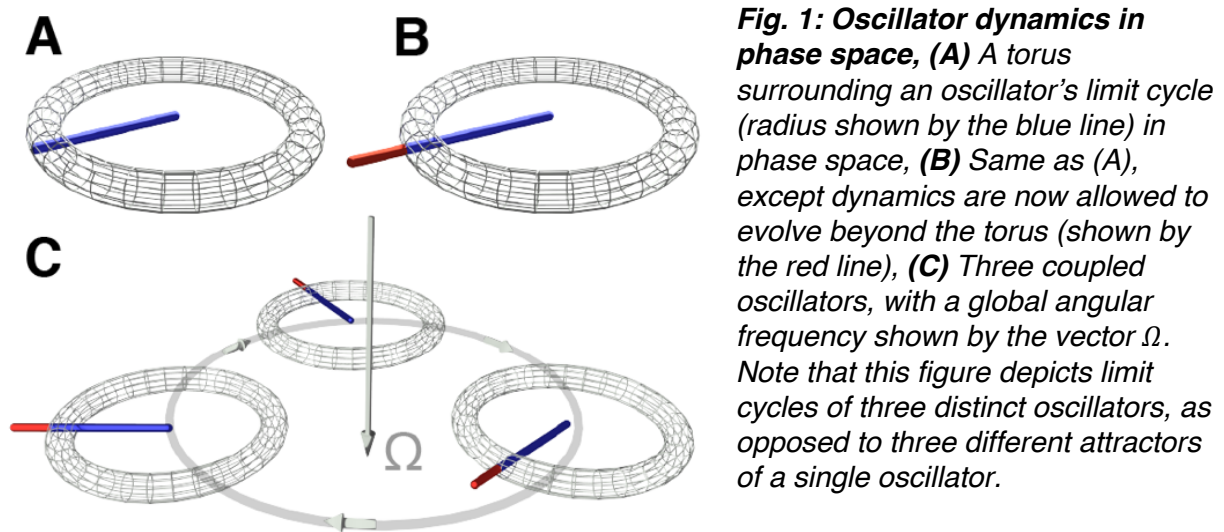 A
B
C
Ω
Fig. 1: Oscillator dynamics in
phase space, (A) A torus
surrounding an oscillator's limit cycle
(radius shown by the blue line) in
phase space, (B) Same as (A),
except dynamics are now allowed to
evolve beyond the torus (shown by
the red line), (C) Three coupled
oscillators, with a global angular
frequency shown by the vector Ω.
Note that this figure depicts limit
cycles of three distinct oscillators, as
opposed to three different attractors
of a single oscillator.